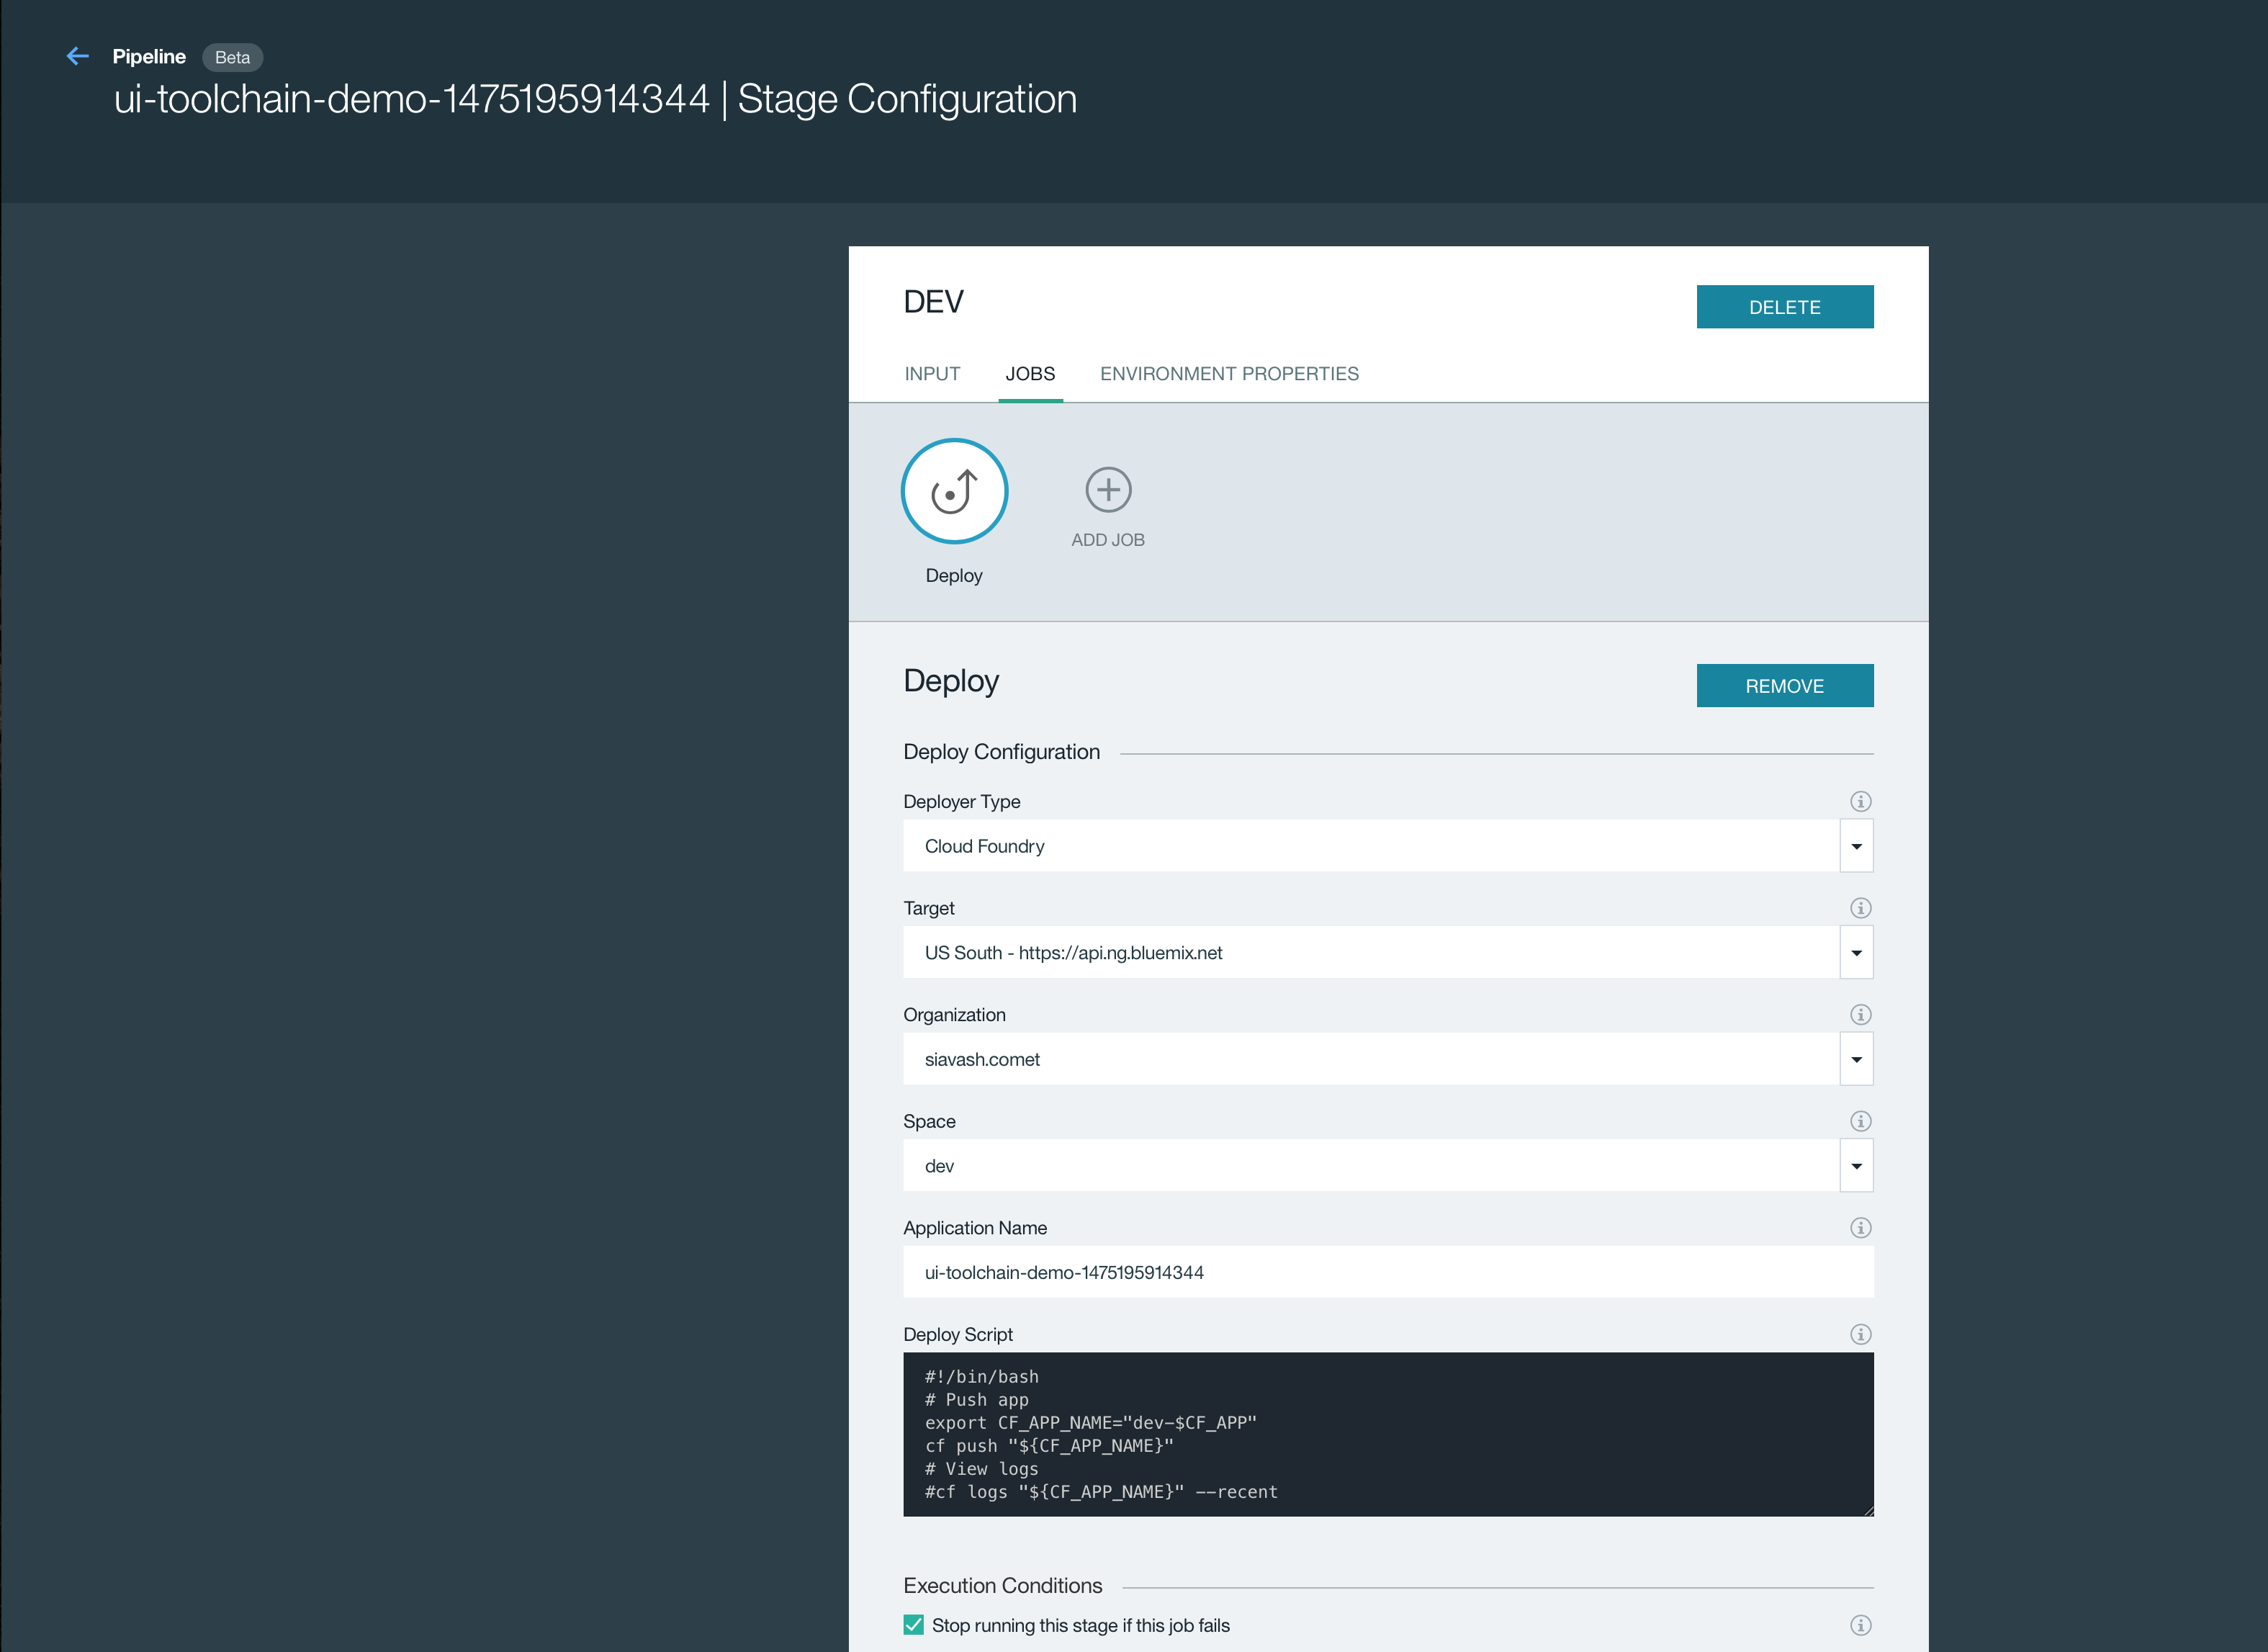 Pipeline Beta
ui-toolchain-demo-1475195914344 | Stage Configuration
DEV
DELETE
INPUT JOBS ENVIRONMENT PROPERTIES
ADD JOB
Deploy
Deploy
REMOVE
Deploy Configuration
Deployer Type
Cloud Foundry
Target
US South - https://api.ng.bluemix.net
Organization
siavash.comet
Space
dev
Application Name
ui-toolchain-demo-1475195914344
Deploy Script
#!/bin/bash
# Push app
export CF_APP_NAME="dev-$CF_APP"
cf push "${CF_APP_NAME}"
# View logs
#cf logs "${CF_APP_NAME}" --recent
Execution Conditions
Stop running this stage if this job fails